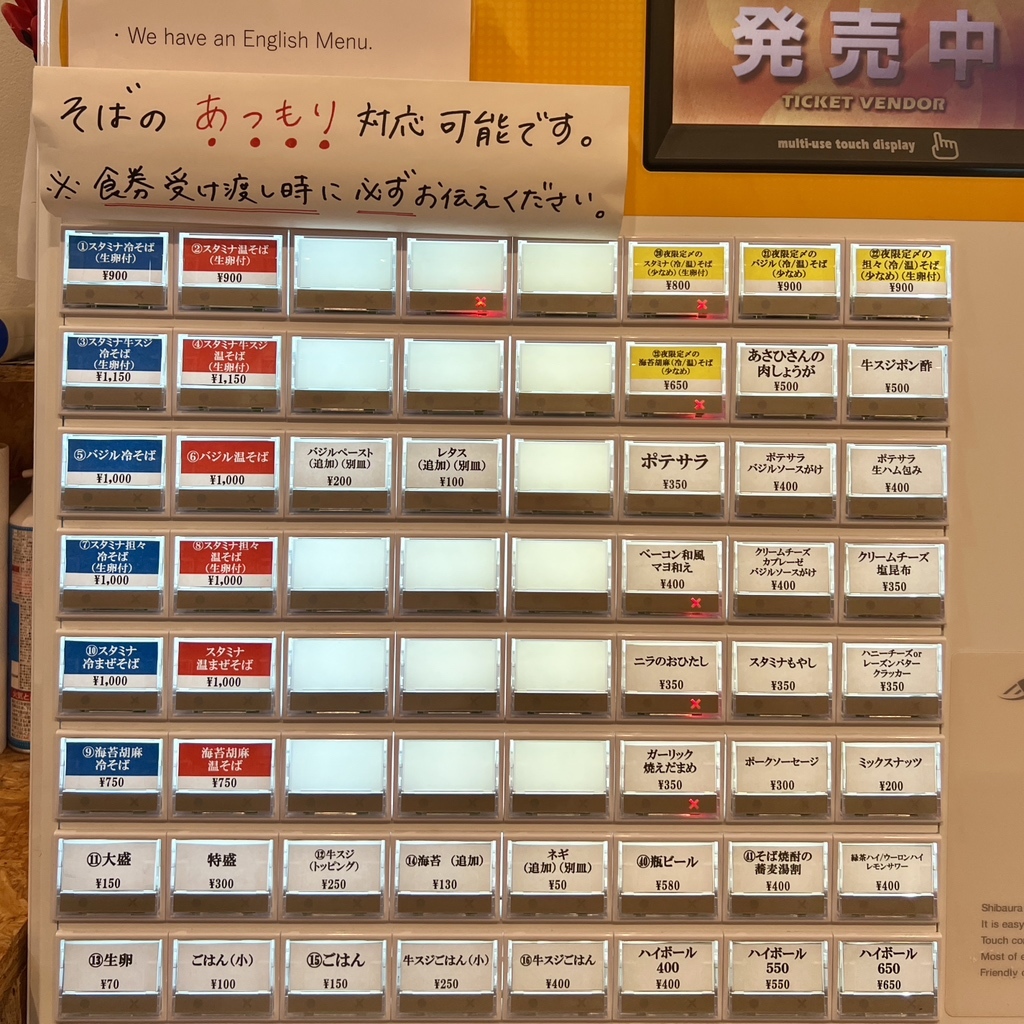 ・We have an English Menu.
発売中
TICKET VENDOR
multi-use touch display
そばの あつもり 対応 可能です。
※ 食券 受け渡し時に 必ず お伝えください。
①スタミナ冷そば
(生卵付)
¥900
②スタミナ温そば
(生卵付)
¥900
夜限定〆の
スタミナ(冷/温)そば
(少なめ)(生卵付)
¥800
夜限定〆の
バジル(冷/温)そば
(少なめ)
¥900
夜限定〆の
担々(冷/温)そば
(少なめ)(生卵付)
¥900
③スタミナ牛スジ
冷そば
(生卵付)
¥1,150
④スタミナ牛スジ
温そば
(生卵付)
¥1,150
夜限定〆の
海苔胡麻(冷/温)そば
(少なめ)
¥650
あさひさんの
肉しょうが
¥500
牛スジポン酢
¥500
⑤バジル冷そば
¥1,000
⑥バジル温そば
¥1,000
バジルペースト
(追加)(別皿)
¥200
レタス
(追加)(別皿)
¥100
ポテサラ
¥350
ポテサラ
バジルソースがけ
¥400
ポテサラ
生ハム包み
¥400
⑦スタミナ担々
冷そば
(生卵付)
¥1,000
⑧スタミナ担々
温そば
(生卵付)
¥1,000
ベーコン和風
マヨ和え
¥400
クリームチーズ
カプレーゼ
バジルソースがけ
¥400
クリームチーズ
塩昆布
¥350
⑩スタミナ
冷まぜそば
¥1,000
スタミナ
温まぜそば
¥1,000
ニラのおひたし
¥350
スタミナもやし
¥350
ハニーチーズor
レーズンバター
クラッカー
¥350
⑨海苔胡麻
冷そば
¥750
海苔胡麻
温そば
¥750
ガーリック
焼えだまめ
¥350
ポークソーセージ
¥300
ミックスナッツ
¥200
⑪大盛
¥150
特盛
¥300
⑫牛スジ
(トッピング)
¥250
⑭海苔 (追加)
¥130
ネギ
(追加)(別皿)
¥50
㊵瓶ビール
¥580
㊶そば焼酎の
蕎麦湯割
¥400
緑茶ハイ/ウーロンハイ
レモンサワー
¥400
⑬生卵
¥70
ごはん(小)
¥100
⑮ごはん
¥150
牛スジごはん(小)
¥250
⑯牛スジごはん
¥400
ハイボール
400
¥400
ハイボール
550
¥550
ハイボール
650
¥650
Shibaura
It is easy
Touch
Most of
Friendly